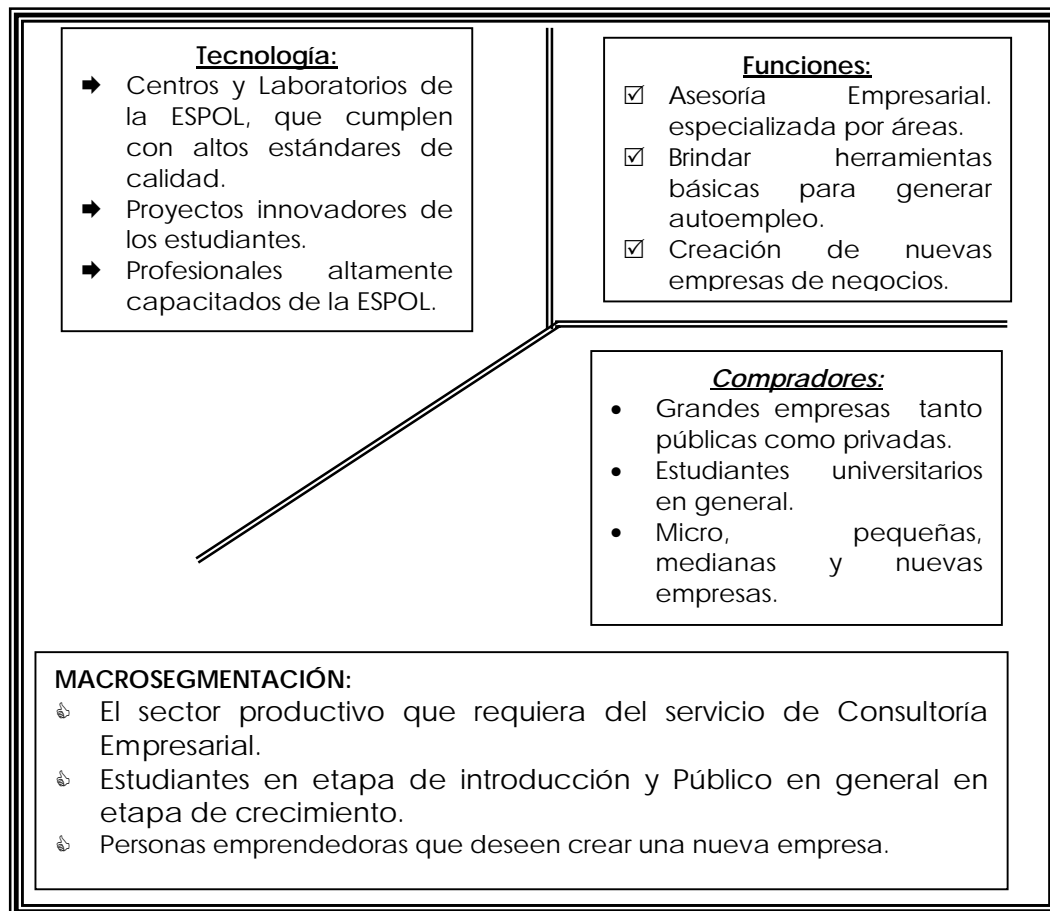 Tecnología:
Centros y Laboratorios de
la ESPOL, que cumplen
con altos estándares de
calidad.
Proyectos innovadores de
los estudiantes.
Profesionales altamente
capacitados de la ESPOL.
Funciones:
Asesoría Empresarial.
especializada por áreas.
Brindar herramientas
básicas para generar
autoempleo.
Creación de nuevas
empresas de negocios.
Compradores:
Grandes empresas tanto
públicas como privadas.
Estudiantes universitarios
en general.
Micro, pequeñas,
medianas y nuevas
empresas.
MACROSEGMENTACIÓN:
El sector productivo que requiera del servicio de Consultoría
Empresarial.
Estudiantes en etapa de introducción y Público en general en
etapa de crecimiento.
Personas emprendedoras que deseen crear una nueva empresa.